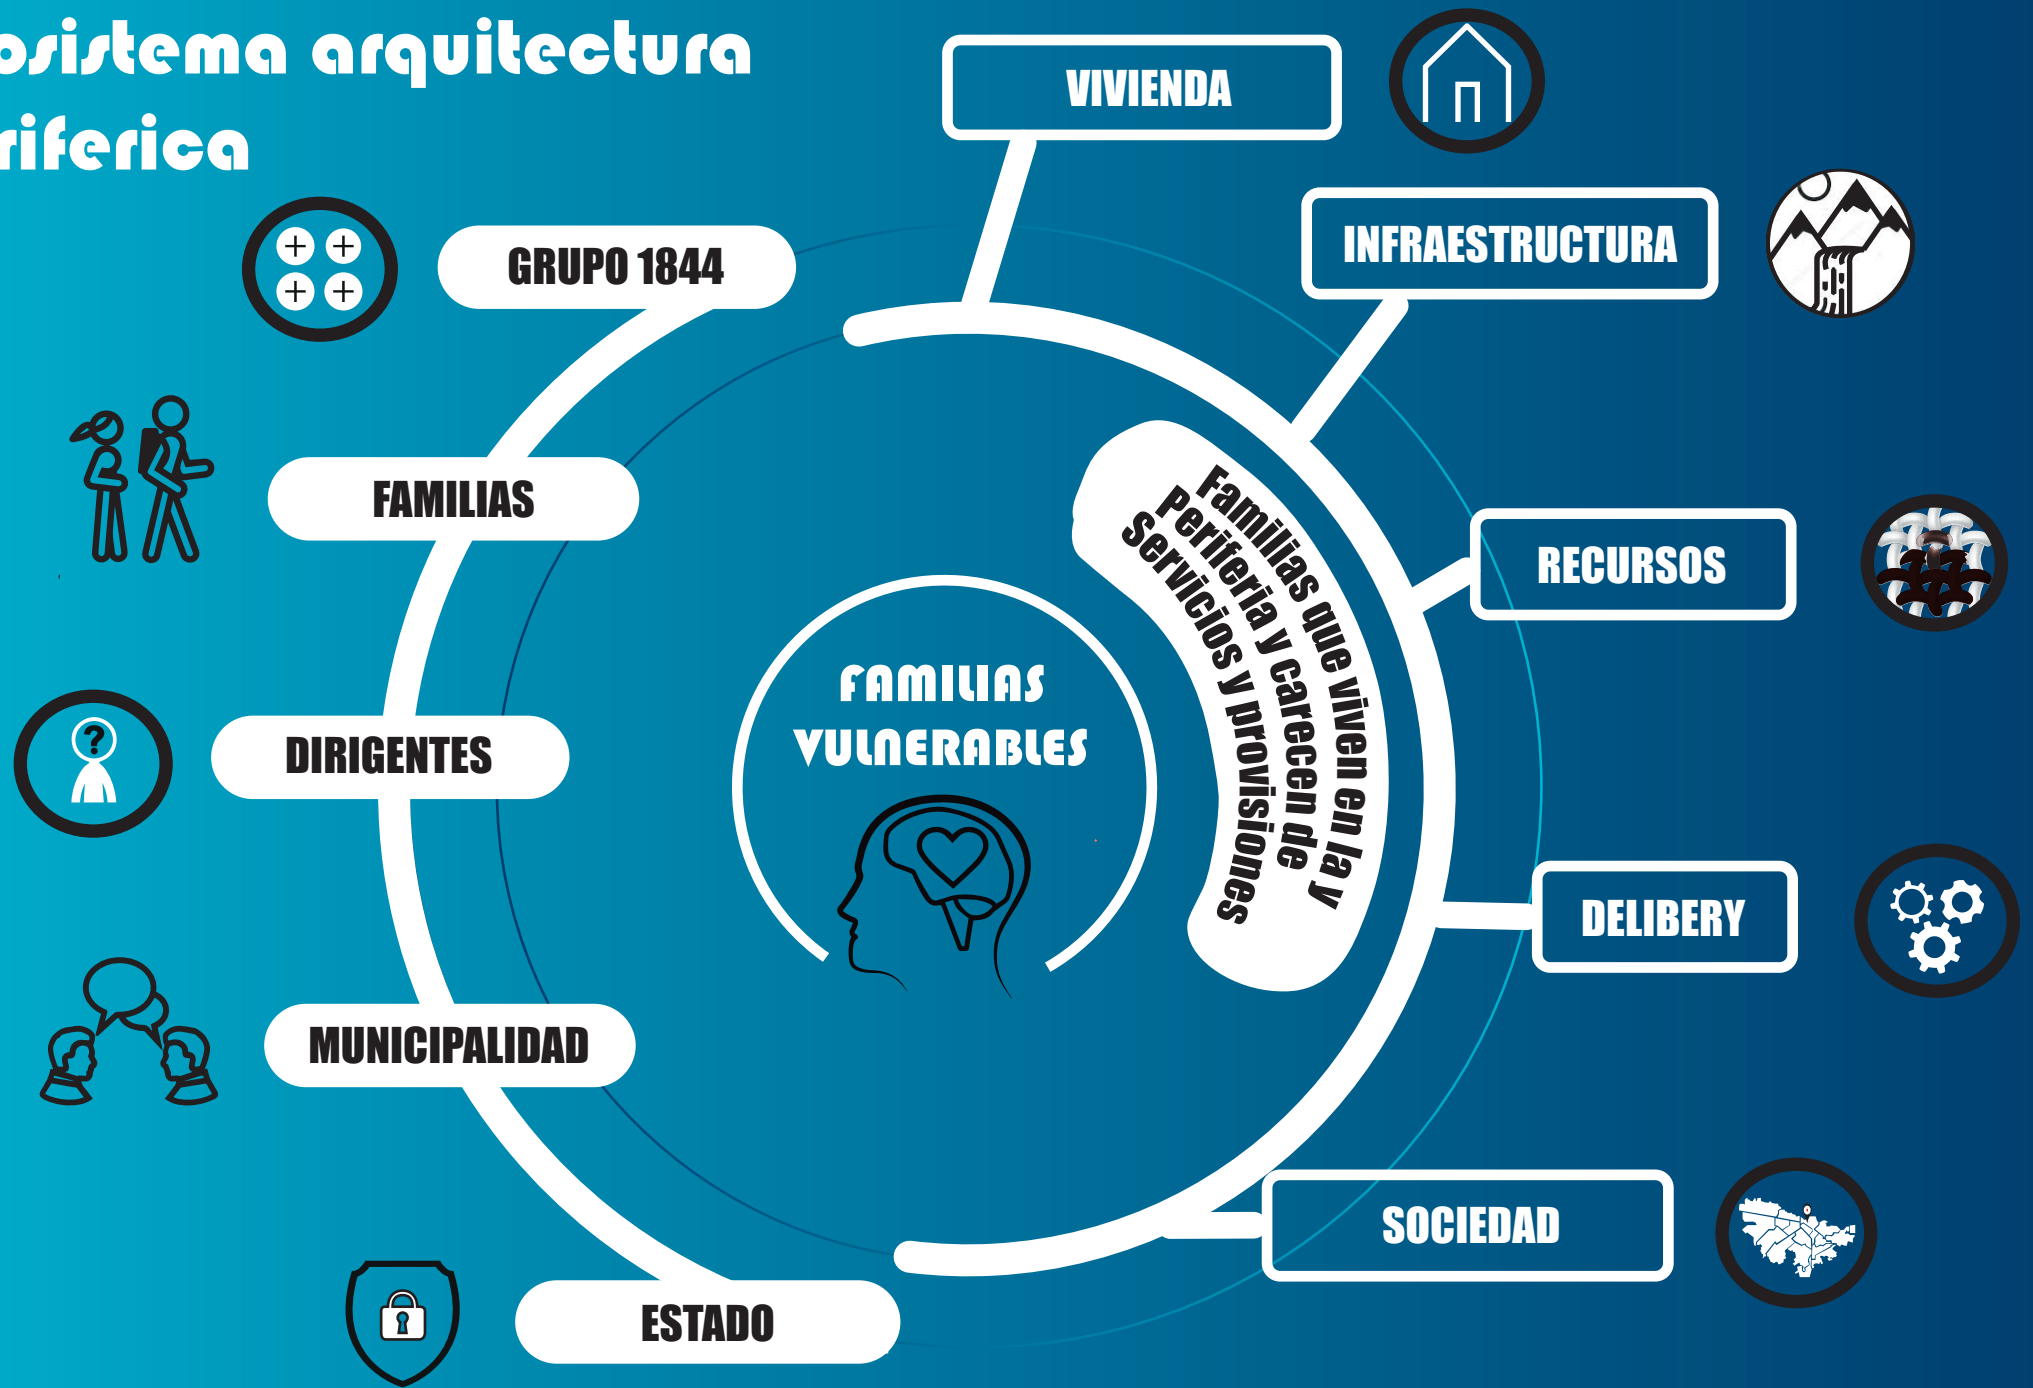 osistema arquitectura
riferica
VIVIENDA
INFRAESTRUCTURA
GRUPO 1844
FAMILIAS
RECURSOS
Familias que viven en la y
Periferia y carecen de
Servicios y provisiones
FAMILIAS
VULNERABLES
DIRIGENTES
?
DELIBERY
MUNICIPALIDAD
SOCIEDAD
ESTADO